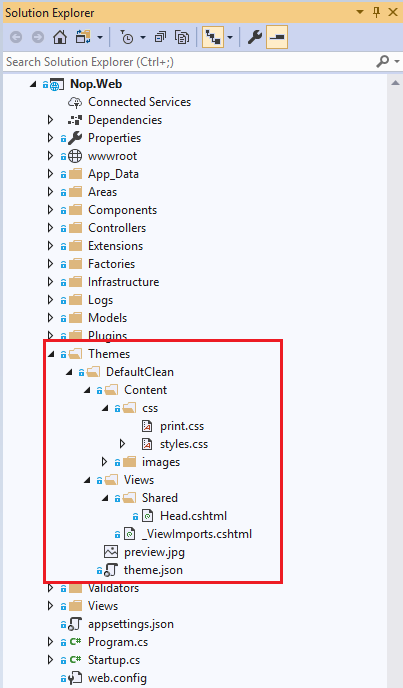 Solution Explorer
Search Solution Explorer (Ctrl+;)
Nop.Web
Connected Services
Dependencies
Properties
wwwroot
App_Data
Areas
Components
Controllers
Extensions
Factories
Infrastructure
Logs
Models
Plugins
Themes
DefaultClean
Content
css
print.css
styles.css
images
Views
Shared
Head.cshtml
_ViewImports.cshtml
preview.jpg
theme.json
Validators
Views
appsettings.json
C# Program.cs
C# Startup.cs
web.config